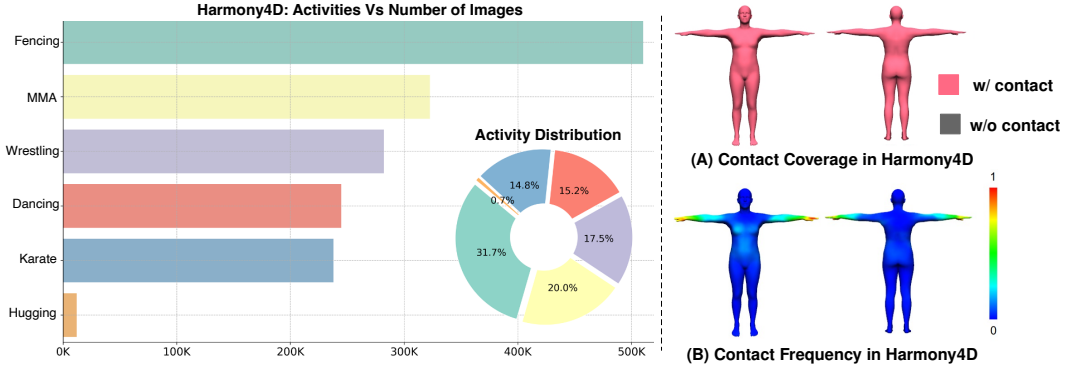 Harmony4D: Activities Vs Number of Images
Fencing
MMA
Wrestling
Dancing
Karate
Hugging
0K
100K
200K
300K
400K
500K
Activity Distribution
14.8%
15.2%
0.7%
17.5%
31.7%
20.0%
w/ contact
w/o contact
(A) Contact Coverage in Harmony4D
1
0
(B) Contact Frequency in Harmony4D